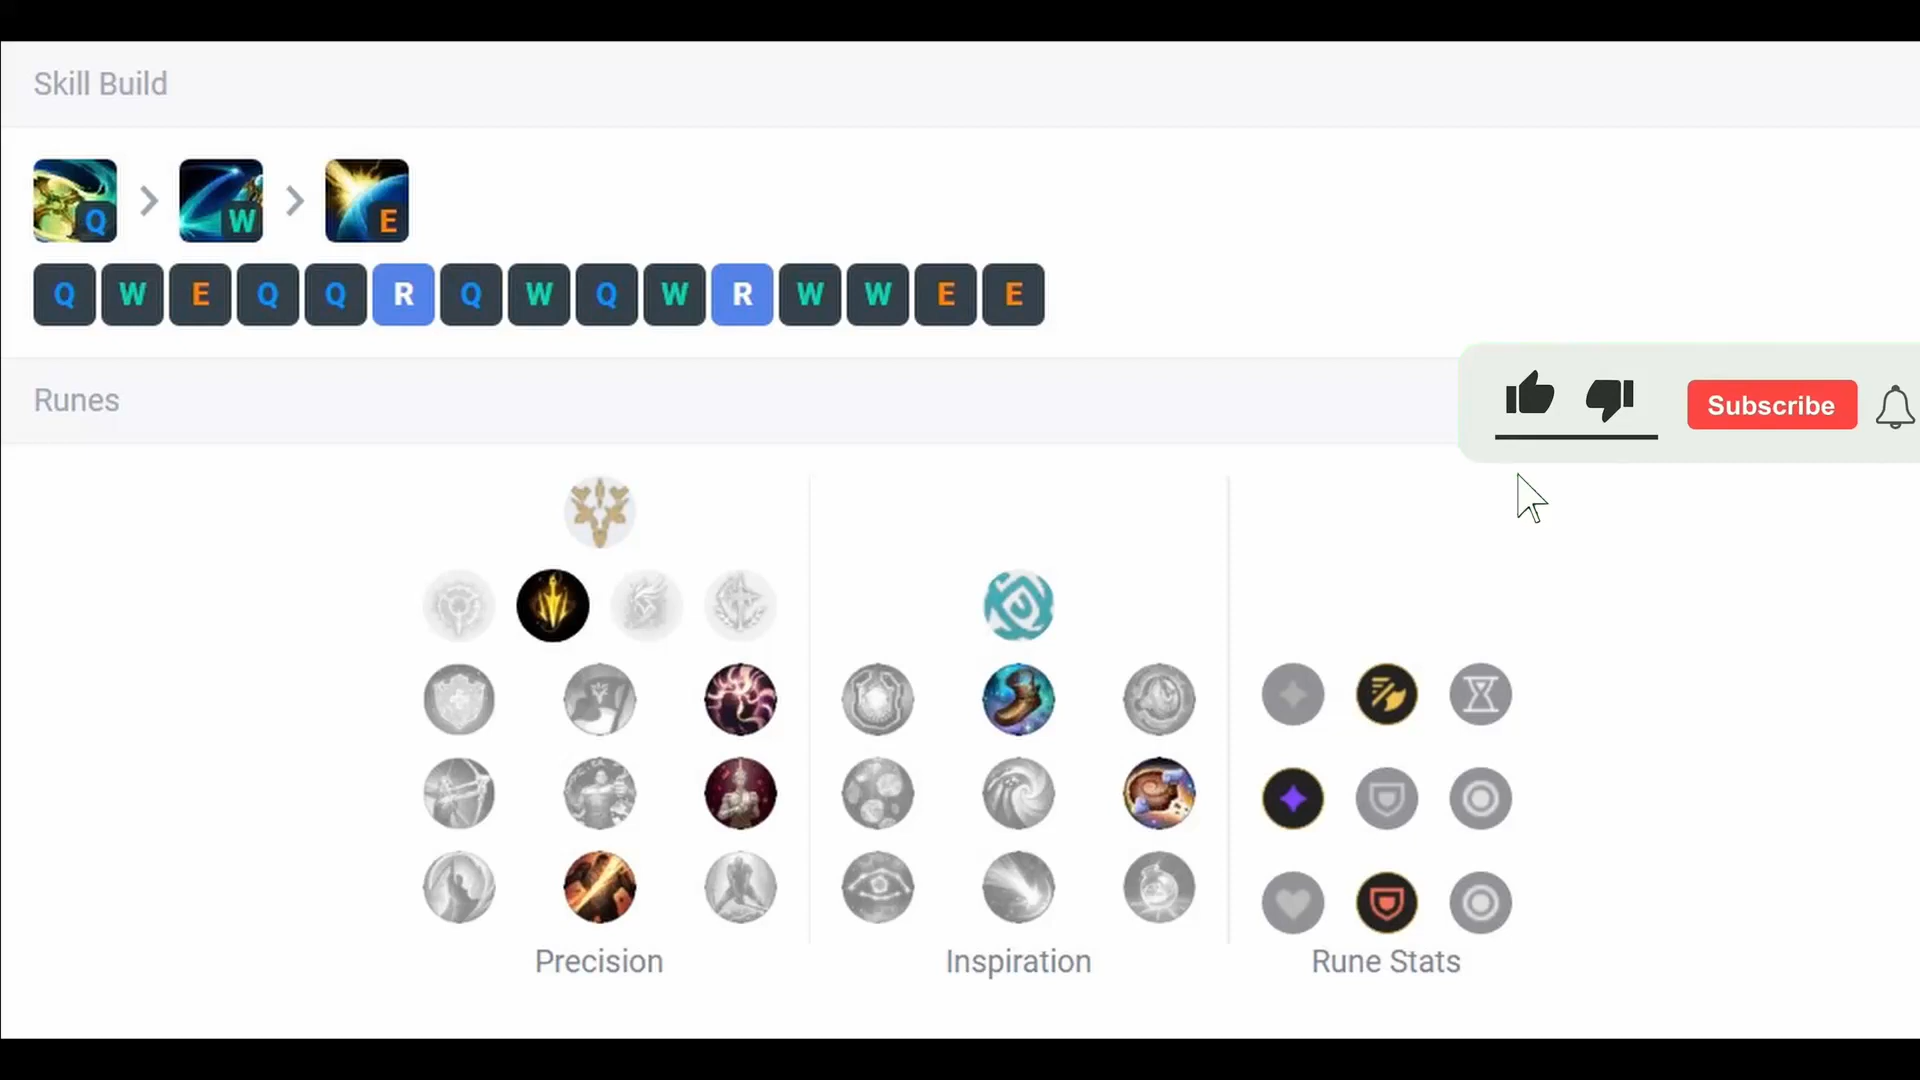 Skill Build
Q W E
Q W E Q Q R Q W Q W R W W E E
Runes
Subscribe
Precision
Inspiration
Rune Stats